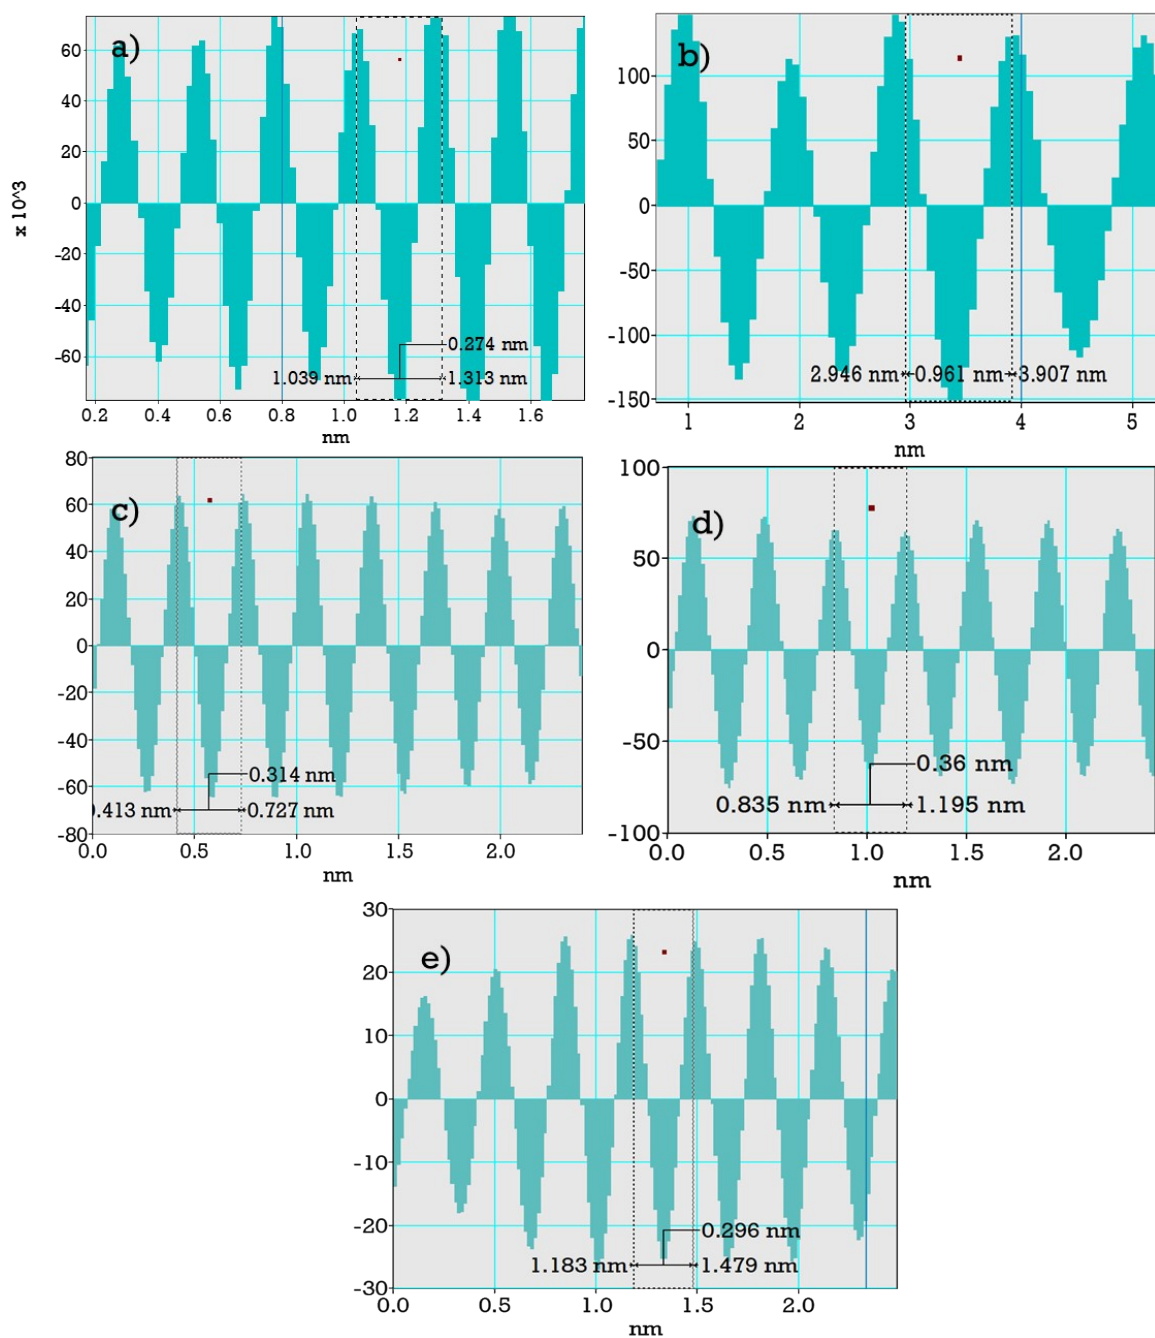 a)
60
40
20
0
-20
-40
-60
x 10^3
0.274 nm
1.039 nm 1.313 nm
0.2 0.4 0.6 0.8 1.0 1.2 1.4 1.6
nm
b)
100
50
0
-50
-100
-150
2.946 nm 0.961 nm 3.907 nm
1 2 3 4 5
nm
c)
80
60
40
20
0
-20
-40
-60
-80
0.314 nm
0.413 nm 0.727 nm
0.0 0.5 1.0 1.5 2.0
nm
d)
100
50
0
-50
-100
0.36 nm
0.835 nm 1.195 nm
0.0 0.5 1.0 1.5 2.0
nm
e)
30
20
10
0
-10
-20
-30
0.296 nm
1.183 nm 1.479 nm
0.0 0.5 1.0 1.5 2.0
nm